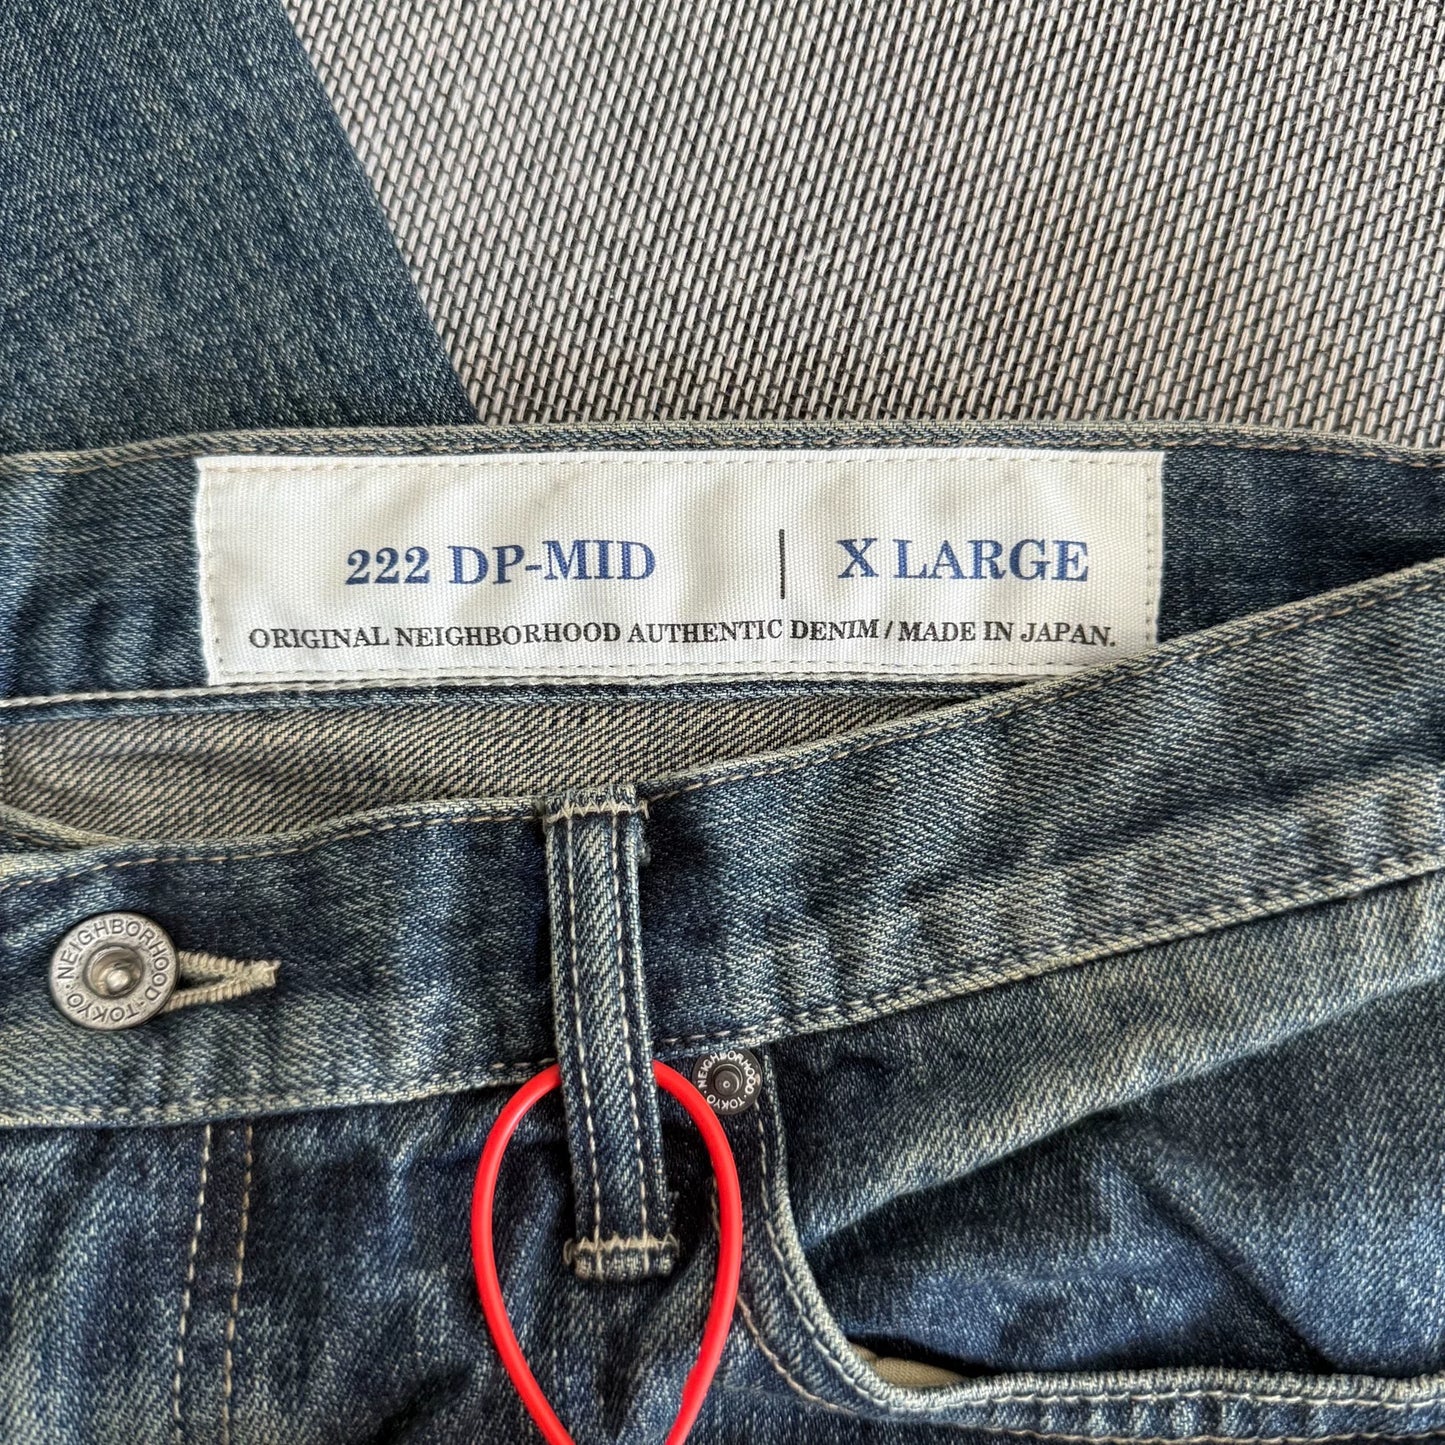 222 DP-MID | X LARGE
ORIGINAL NEIGHBORHOOD AUTHENTIC DENIM / MADE IN JAPAN.
NEIGHBORHOOD · TOKYO ·
NEIGHBORHOOD · TOKYO ·